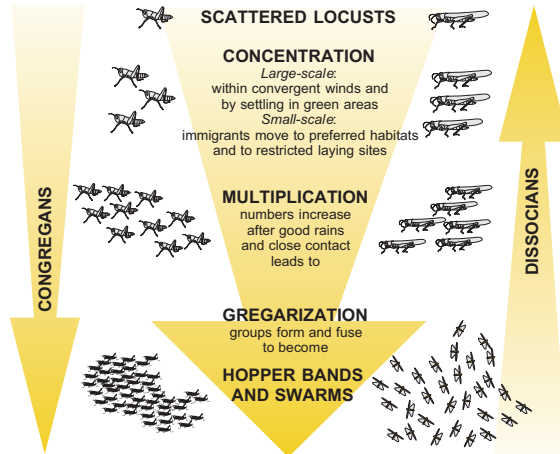 SCATTERED LOCUSTS
CONCENTRATION
Large-scale:
within convergent winds and
by settling in green areas
Small-scale:
immigrants move to preferred habitats
and to restricted laying sites
MULTIPLICATION
numbers increase
after good rains
and close contact
leads to
GREGARIZATION
groups form and fuse
to become
HOPPER BANDS
AND SWARMS
CONGREGANS
DISSOCIANS